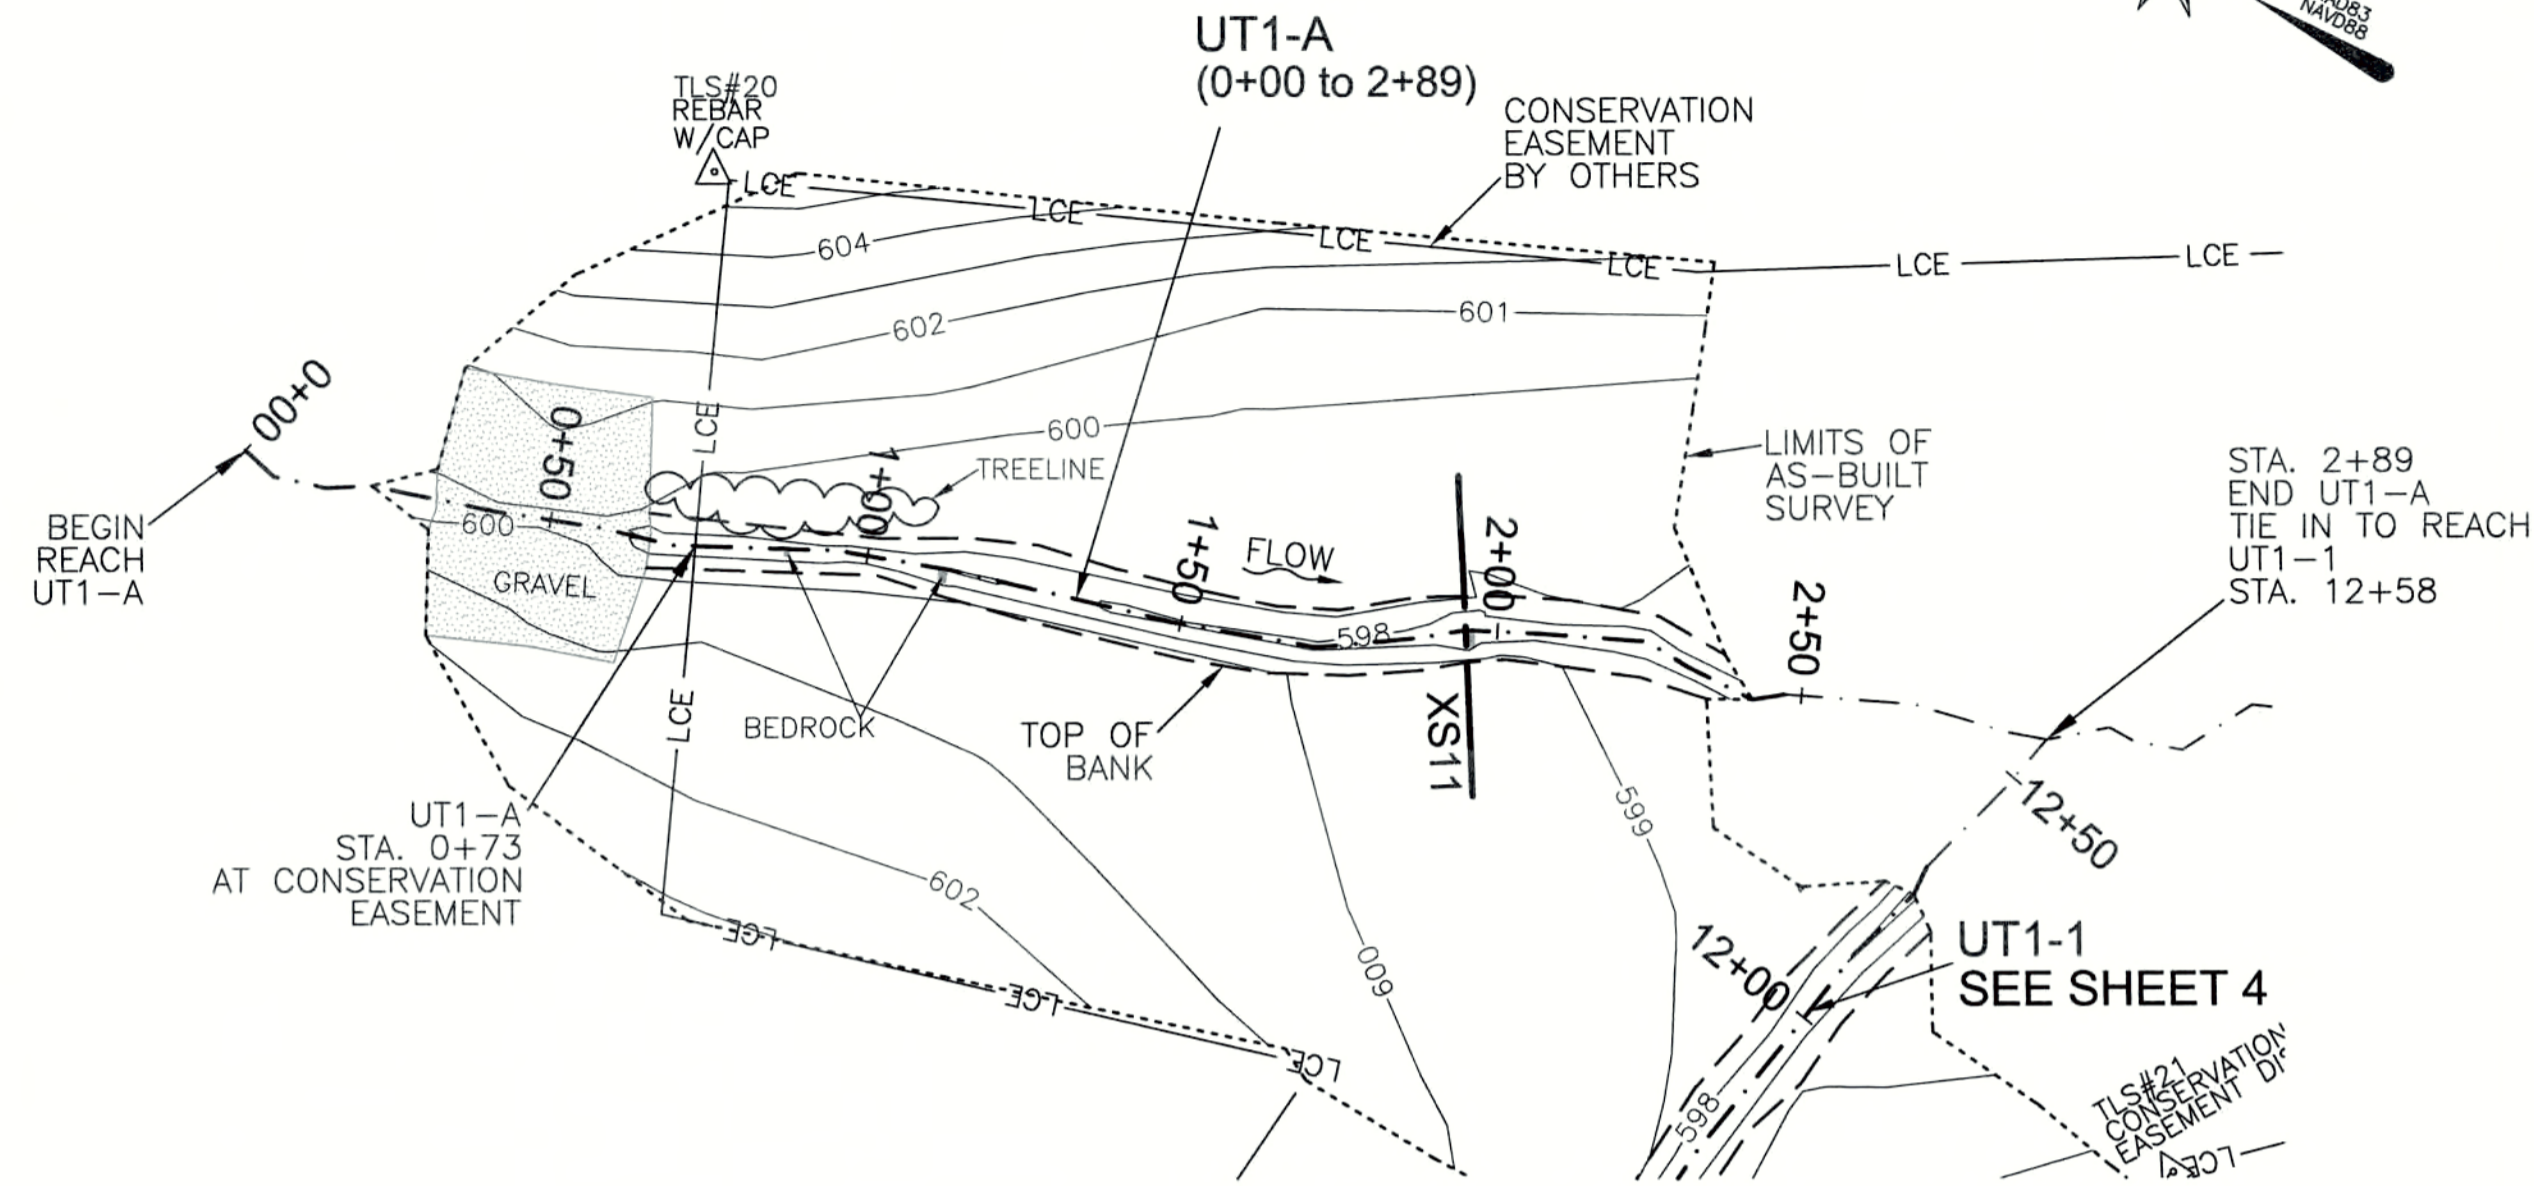 NAD83
NAVD88
UT1-A
(0+00 to 2+89)
TLS#20
REBAR
W/CAP
CONSERVATION
EASEMENT
BY OTHERS
LCE
LCE
LCE
LCE
LCE
LCE
604
602
601
600
00+0
0+50
LCE
1+00
TREELINE
LIMITS OF
AS-BUILT
SURVEY
STA. 2+89
END UT1-A
TIE IN TO REACH
UT1-1
STA. 12+58
BEGIN
REACH
UT1-A
600
GRAVEL
1+50
FLOW
2+00
2+50
598
BEDROCK
LCE
TOP OF
BANK
XS11
599
12+50
UT1-A
STA. 0+73
AT CONSERVATION
EASEMENT
602
LCE
LCE
LCE
600
12+00
UT1-1
SEE SHEET 4
598
TLS#21
CONSERVATION
EASEMENT
LCE